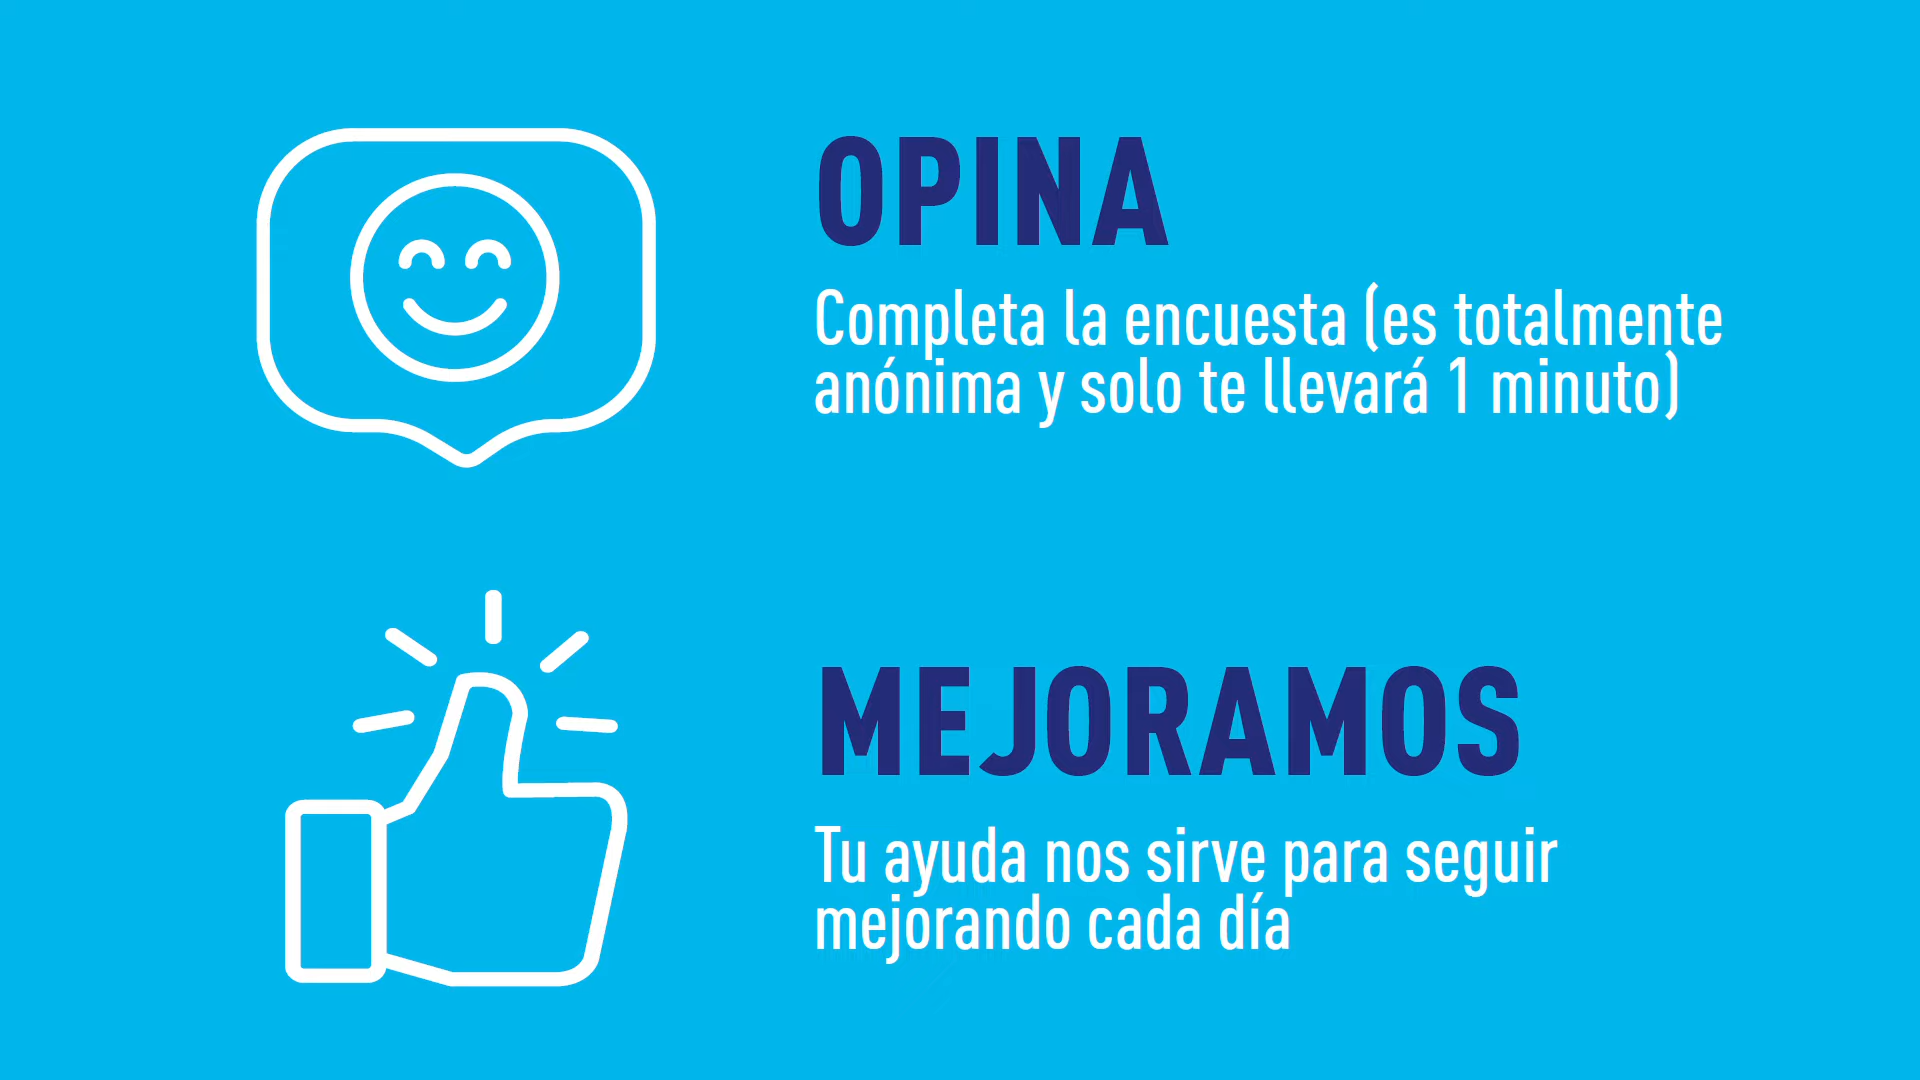 OPINA
Completa la encuesta (es totalmente
anónima y solo te llevará 1 minuto)
MEJORAMOS
Tu ayuda nos sirve para seguir
mejorando cada día